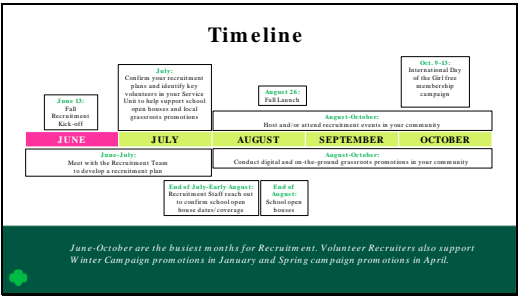 Timeline
July:
Confirm your recruitment
plans and identify key
volunteers in your Service
Unit to help support school
open houses and local
grassroots promotions
Oct. 9-13:
International Day
of the Girl free
membership
campaign
June 13:
Fall
Recruitment
Kick-off
August 26:
Fall Launch
August-October:
Host and/or attend recruitment events in your community
JUNE
JULY
AUGUST
SEPTEMBER
OCTOBER
June-July:
Meet with the Recruitment Team
to develop a recruitment plan
August-October:
Conduct digital and on-the-ground grassroots promotions in your community
End of July-Early August:
Recruitment Staff reach out
to confirm school open
house dates/coverage
End of
August:
School open
houses
June-October are the busiest months for Recruitment. Volunteer Recruiters also support
Winter Campaign promotions in January and Spring campaign promotions in April.